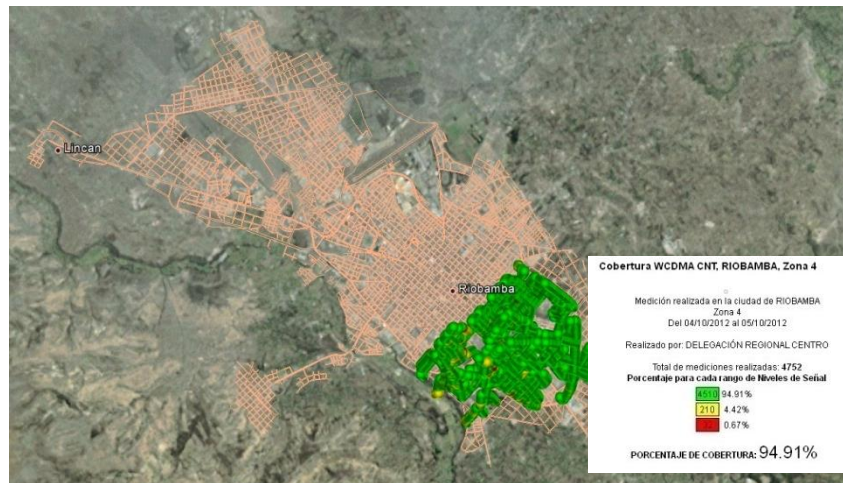 Lincan
Riobamba
Cobertura WCDMA CNT, RIOBAMBA, Zona 4
Medición realizada en la ciudad de RIOBAMBA
Zona 4
Del 04/10/2012 al 05/10/2012
Realizado por: DELEGACIÓN REGIONAL CENTRO
Total de mediciones realizadas: 4752
Porcentaje para cada rango de Niveles de Señal
4510 94.91%
210 4.42%
0.67%
PORCENTAJE DE COBERTURA: 94.91%